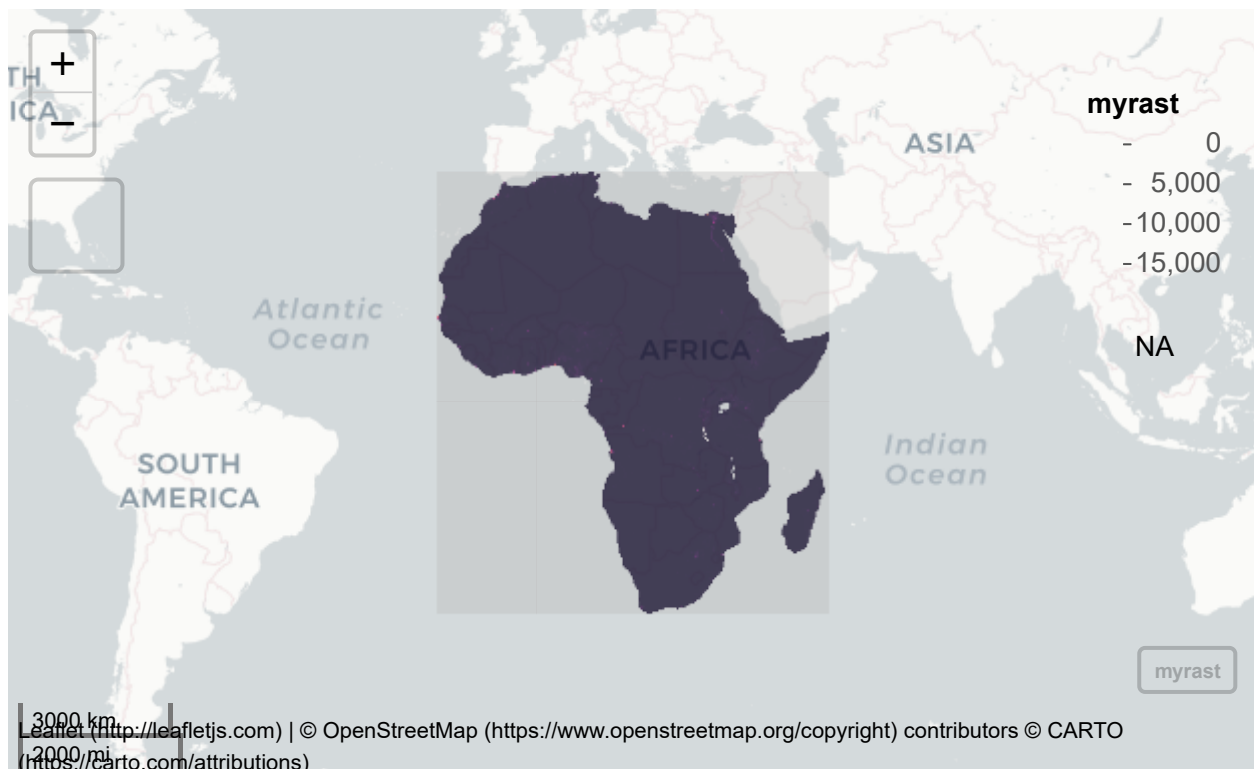 +
−
TH
ICA
myrast
- 0
- 5,000
-10,000
-15,000
NA
ASIA
Atlantic
Ocean
AFRICA
SOUTH
AMERICA
Indian
Ocean
myrast
3000 km
2000 mi
Leaflet (http://leafletjs.com) | © OpenStreetMap (https://www.openstreetmap.org/copyright) contributors © CARTO
(https://carto.com/attributions)